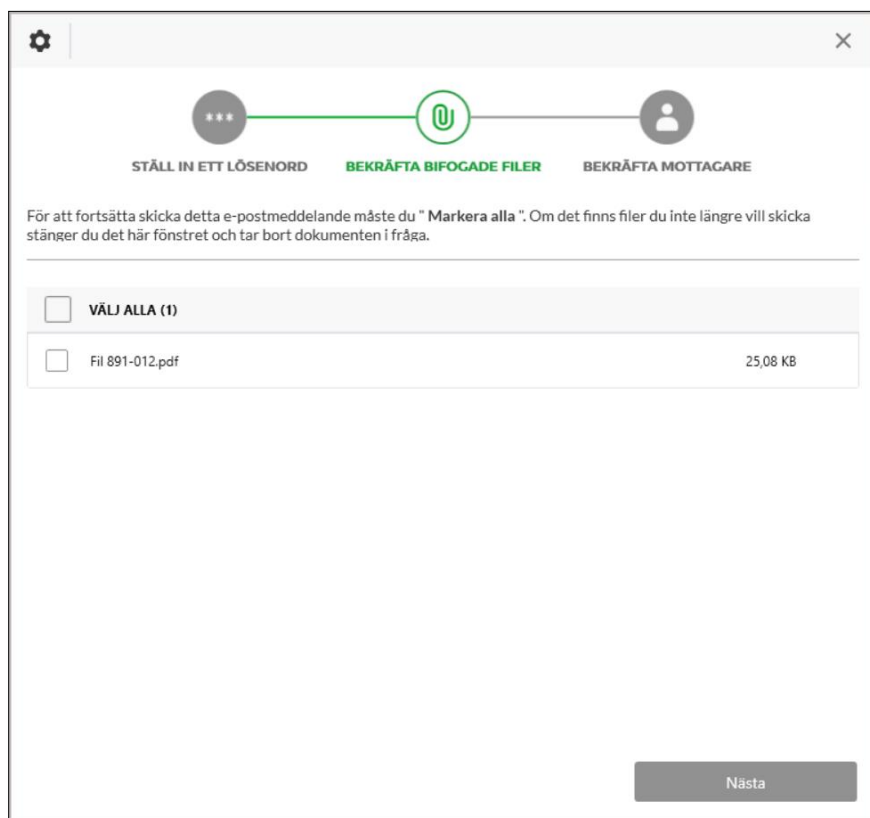 ***
STÄLL IN ETT LÖSENORD
BEKRÄFTA BIFOGADE FILER
BEKRÄFTA MOTTAGARE
För att fortsätta skicka detta e-postmeddelande måste du " Markera alla ". Om det finns filer du inte längre vill skicka
stänger du det här fönstret och tar bort dokumenten i fråga.
VÄLJ ALLA (1)
Fil 891-012.pdf 25,08 KB
Nästa